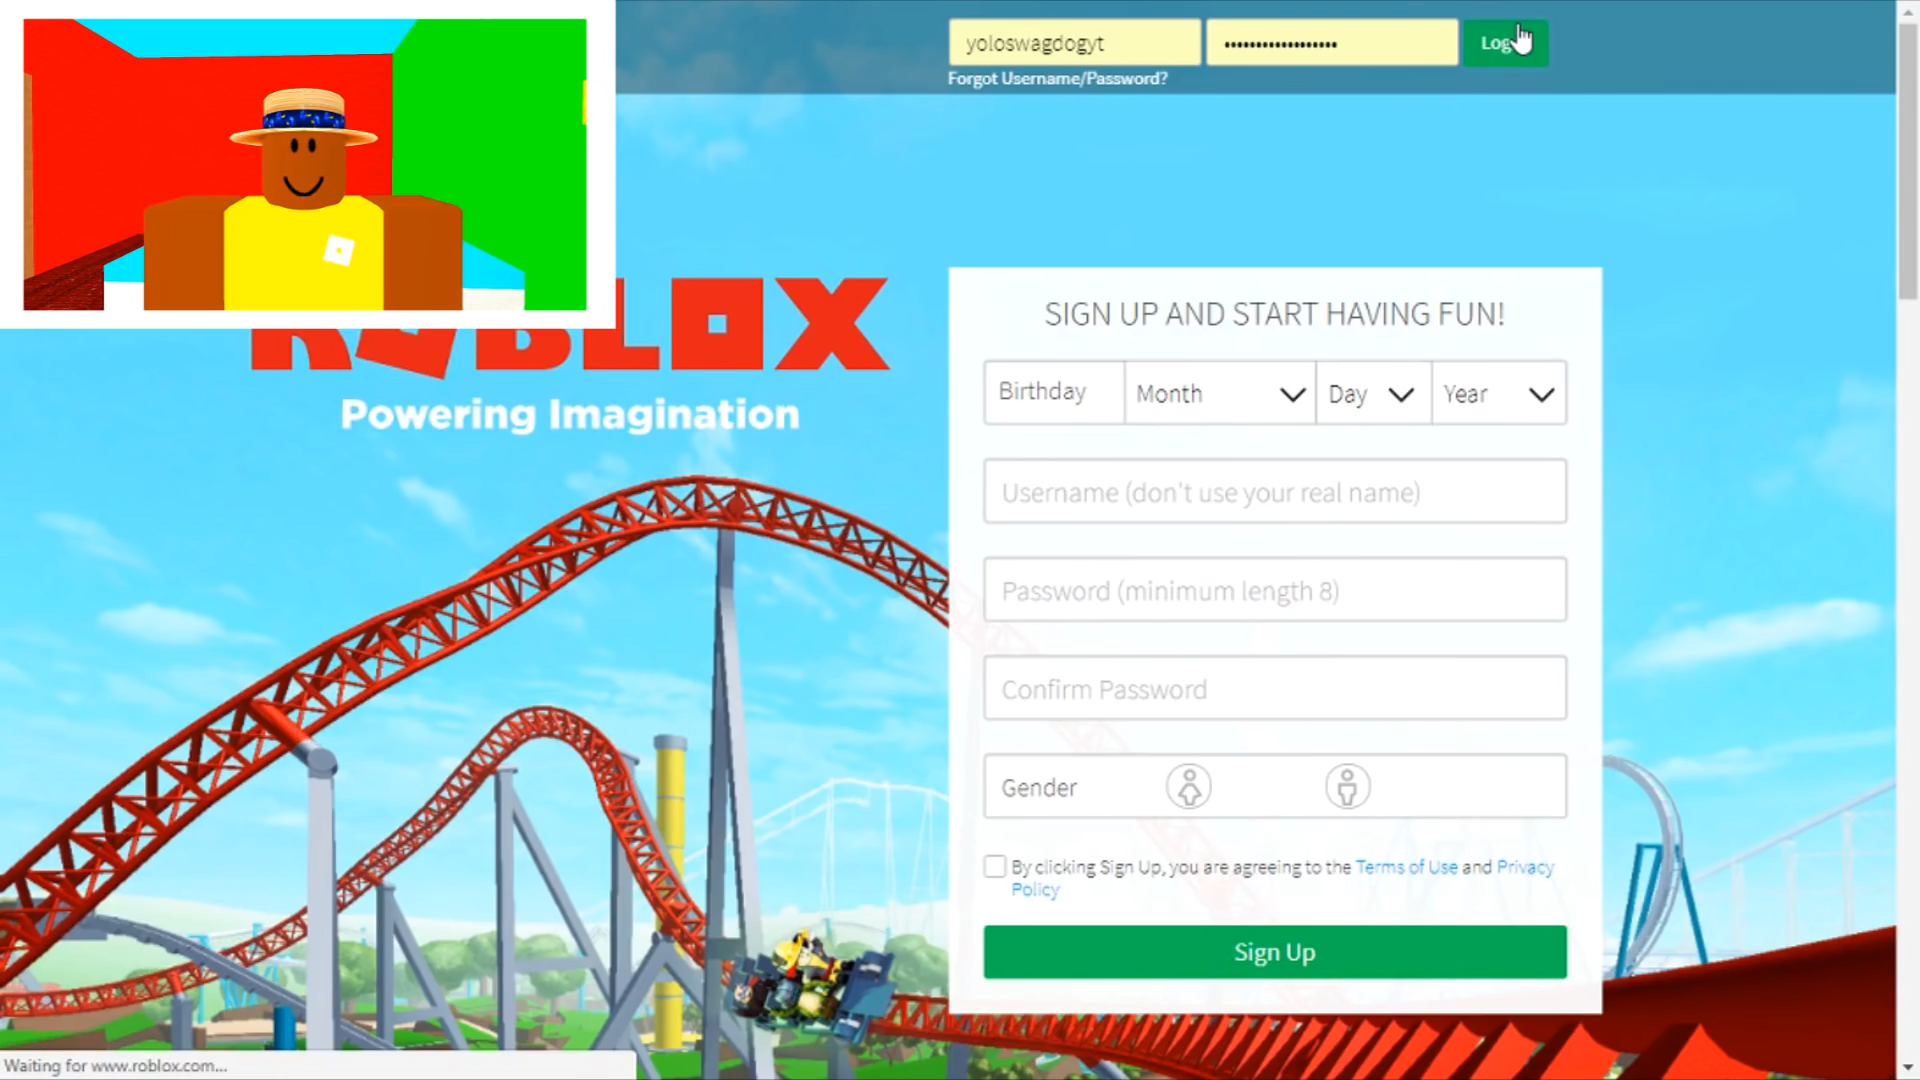 yoloswagdogyt
Log
Forgot Username/Password?
ROBLOX
Powering Imagination
SIGN UP AND START HAVING FUN!
Birthday Month Day Year
Username (don't use your real name)
Password (minimum length 8)
Confirm Password
Gender
By clicking Sign Up, you are agreeing to the Terms of Use and Privacy
Policy
Sign Up
Waiting for www.roblox.com...